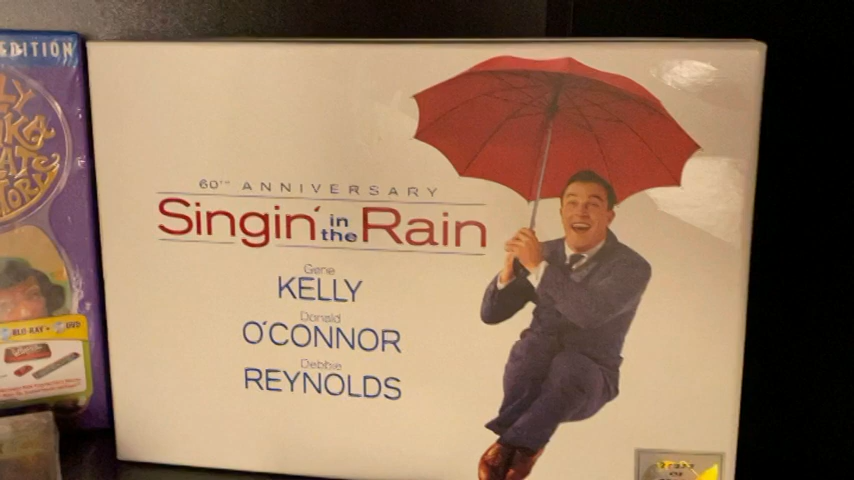 EDITION
60TH ANNIVERSARY
Singin' in the Rain
Gene
KELLY
Donald
O'CONNOR
Debbie
REYNOLDS
BLU-RAY + DVD